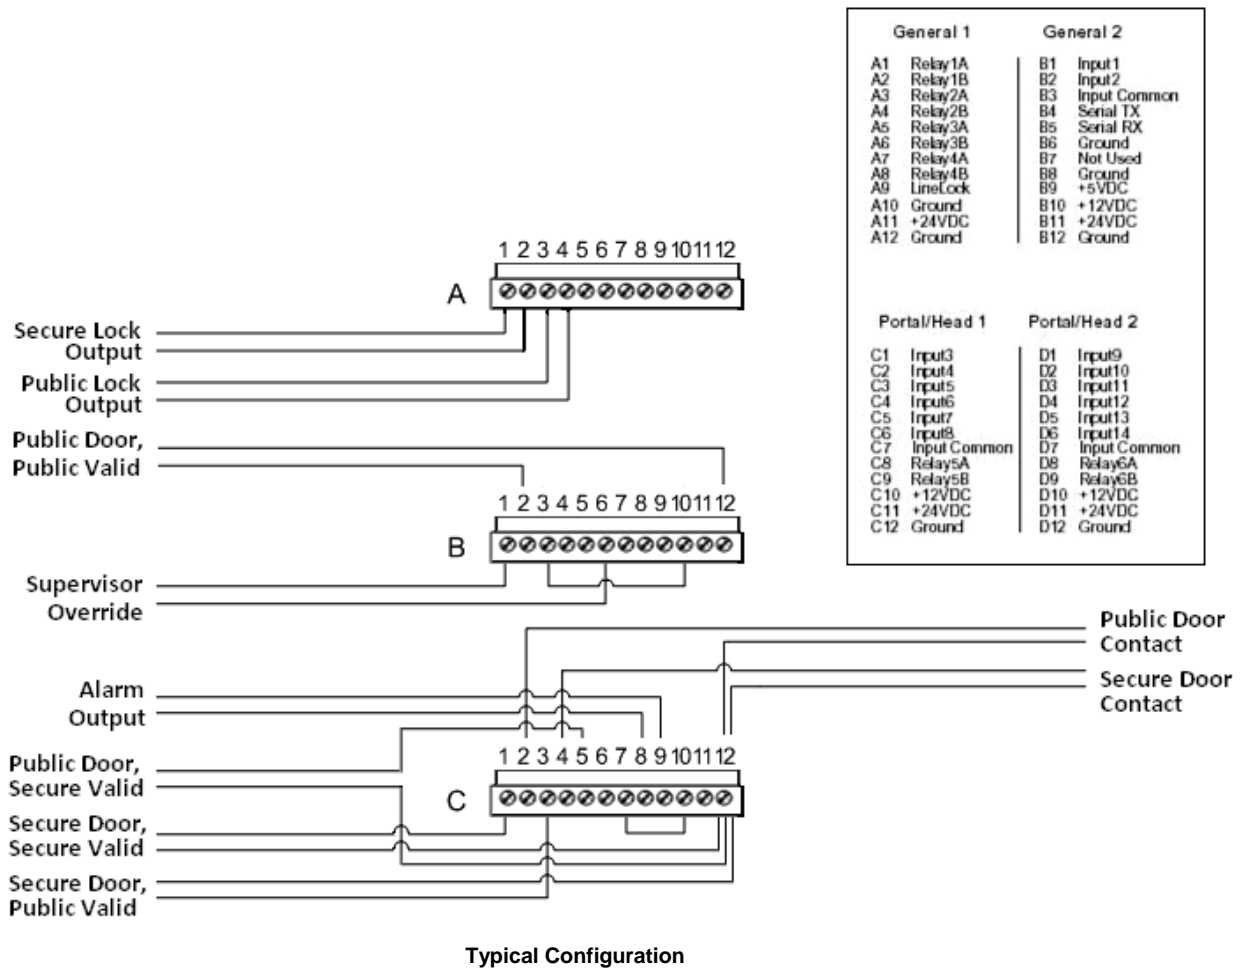 General 1 General 2
A1 Relay1A B1 Input1
A2 Relay1B B2 Input2
A3 Relay2A B3 Input Common
A4 Relay2B B4 Serial TX
A5 Relay3A B5 Serial RX
A6 Relay3B B6 Ground
A7 Relay4A B7 Not Used
A8 Relay4B B8 Ground
A9 LineLock B9 +5VDC
A10 Ground B10 +12VDC
A11 +24VDC B11 +24VDC
A12 Ground B12 Ground
Portal/Head 1 Portal/Head 2
C1 Input3 D1 Input9
C2 Input4 D2 Input10
C3 Input5 D3 Input11
C4 Input6 D4 Input12
C5 Input7 D5 Input13
C6 Input8 D6 Input14
C7 Input Common D7 Input Common
C8 Relay5A D8 Relay6A
C9 Relay5B D9 Relay6B
C10 +12VDC D10 +12VDC
C11 +24VDC D11 +24VDC
C12 Ground D12 Ground
1 2 3 4 5 6 7 8 9 10 11 12
A
Secure Lock
Output
Public Lock
Output
Public Door,
Public Valid
1 2 3 4 5 6 7 8 9 10 11 12
B
Supervisor
Override
Public Door
Contact
Secure Door
Contact
Alarm
Output
1 2 3 4 5 6 7 8 9 10 11 12
C
Public Door,
Secure Valid
Secure Door,
Secure Valid
Secure Door,
Public Valid
Typical Configuration